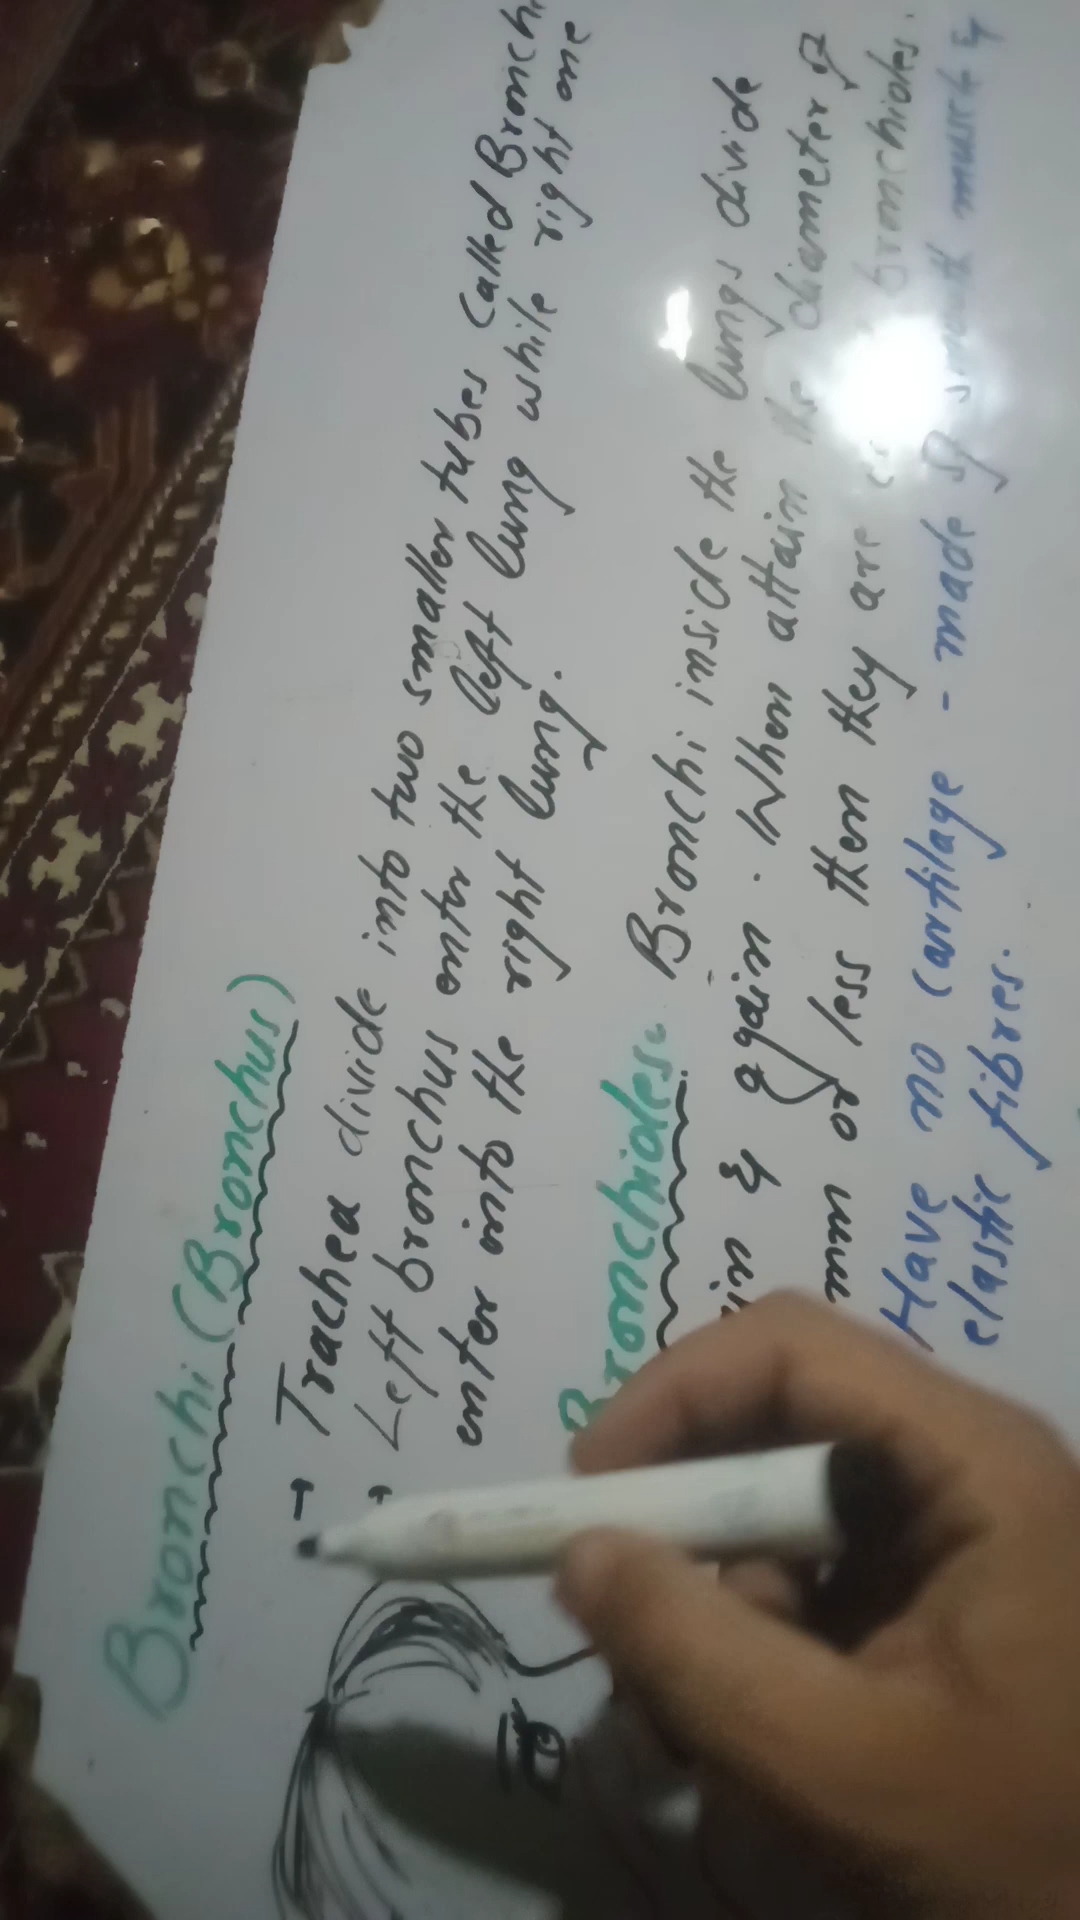 Bronchi (Bronchus)
→ Trachea divide into two smaller tubes called Bronchi
→ Left bronchus enter the left lung while right one
enter into the right lung.
Bronchioles. Bronchi inside the lungs divide
& again. When attain the diameter of
mm or less then they are bronchioles.
Have no cartilage - made of smooth muscle &
elastic fibres.